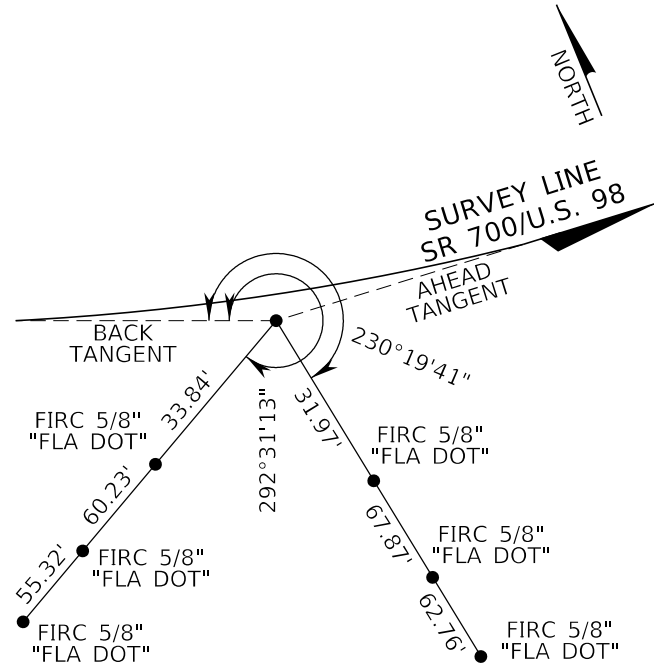 NORTH
SURVEY LINE
SR 700/U.S. 98
AHEAD
TANGENT
BACK
TANGENT
230°19'41"
292°31'13"
33.84'
31.97'
FIRC 5/8"
"FLA DOT"
FIRC 5/8"
"FLA DOT"
60.23'
67.87'
FIRC 5/8"
"FLA DOT"
FIRC 5/8"
"FLA DOT"
55.32'
62.76'
FIRC 5/8"
"FLA DOT"
FIRC 5/8"
"FLA DOT"